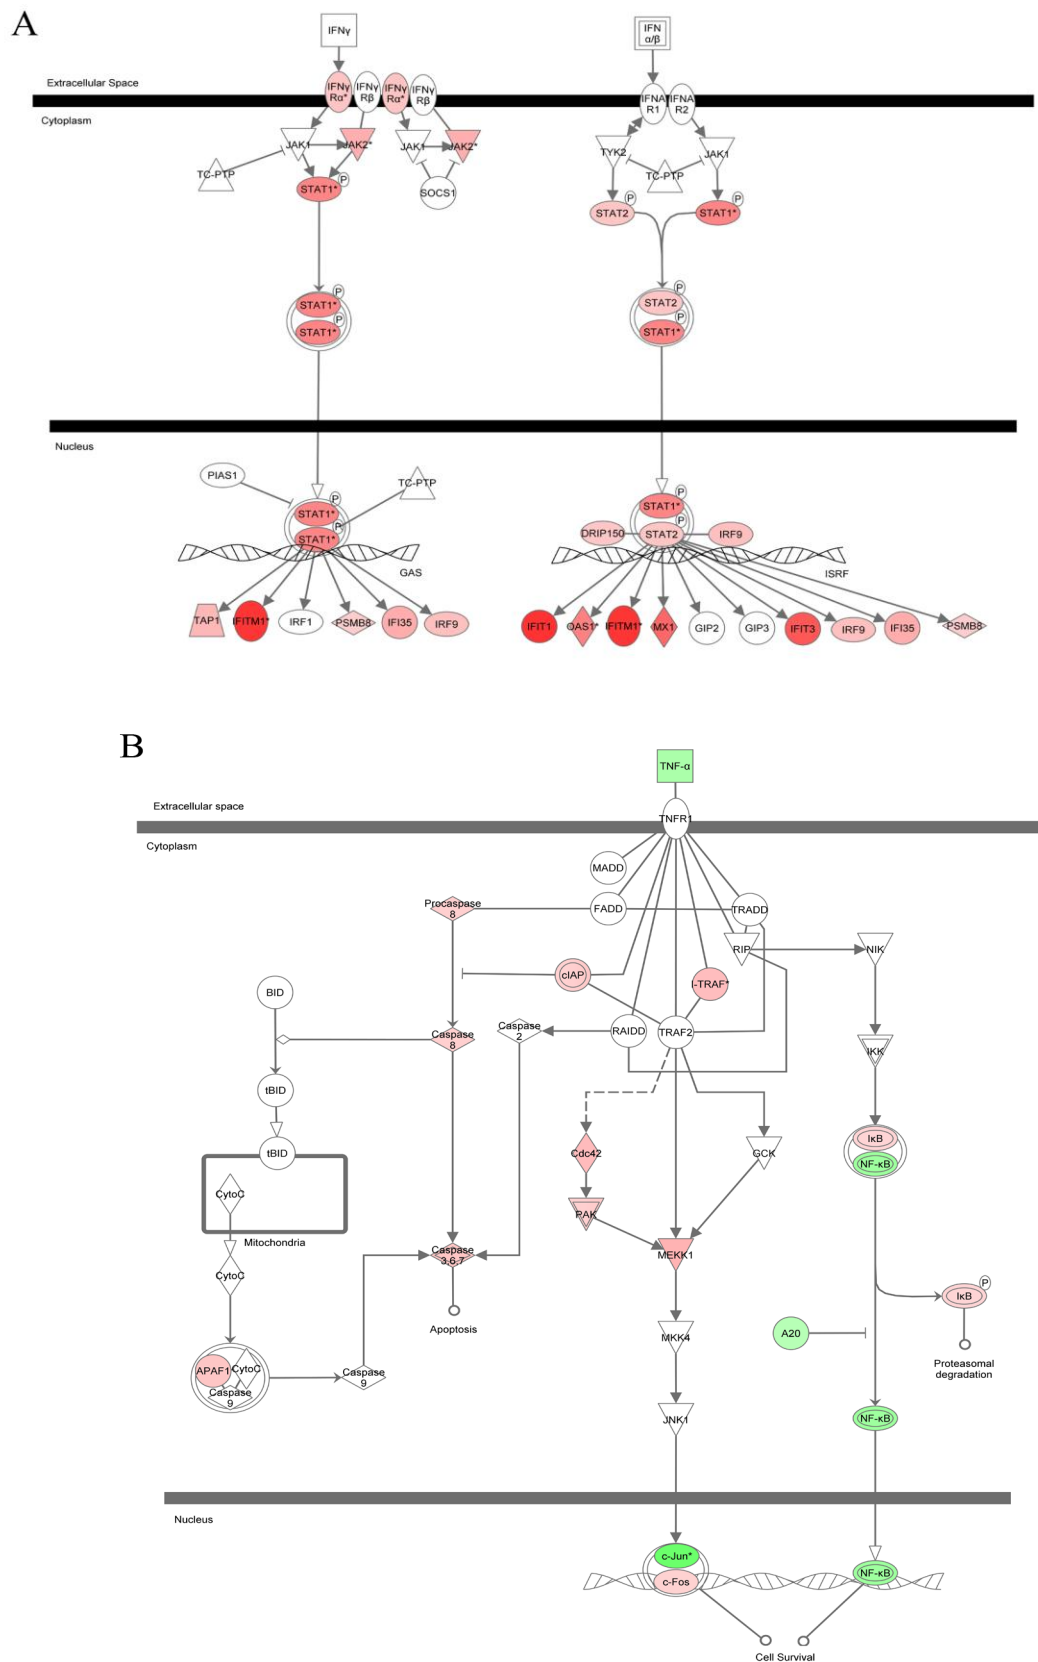 A
IFNγ
IFN
α/β
Extracellular Space
IFNγ
Rα*
IFNγ
Rβ
IFNγ
Rα*
IFNγ
Rβ
IFNA
R1
IFNA
R2
Cytoplasm
JAK1
JAK2*
JAK1
JAK2*
TYK2
JAK1
TC-PTP
TC-PTP
P
STAT1*
SOCS1
P
STAT2
P
STAT1*
P
STAT1*
P
STAT1*
P
STAT2
P
STAT1*
Nucleus
PIAS1
TC-PTP
P
STAT1*
P
STAT1*
P
STAT1*
P
DRIP150
STAT2
IRF9
GAS
ISRF
TAP1
IFITM1*
IRF1
PSMB8
IFI35
IRF9
IFIT1
OAS1*
IFITM1*
MX1
GIP2
GIP3
IFIT3
IRF9
IFI35
PSMB8
B
TNF-α
Extracellular space
TNFR1
Cytoplasm
MADD
Procaspase
8
FADD
TRADD
RIP
NIK
cIAP
I-TRAF*
BID
Caspase
8
Caspase
2
RAIDD
TRAF2
IKK
tBID
tBID
IκB
NF-κB
Cdc42
GCK
CytoC
PAK
Mitochondria
Caspase
3,6,7
MEKK1
CytoC
P
IκB
Apoptosis
A20
MKK4
Proteasomal
degradation
APAF1
CytoC
Caspase
9
Caspase
9
JNK1
NF-κB
Nucleus
c-Jun*
c-Fos
NF-κB
Cell Survival